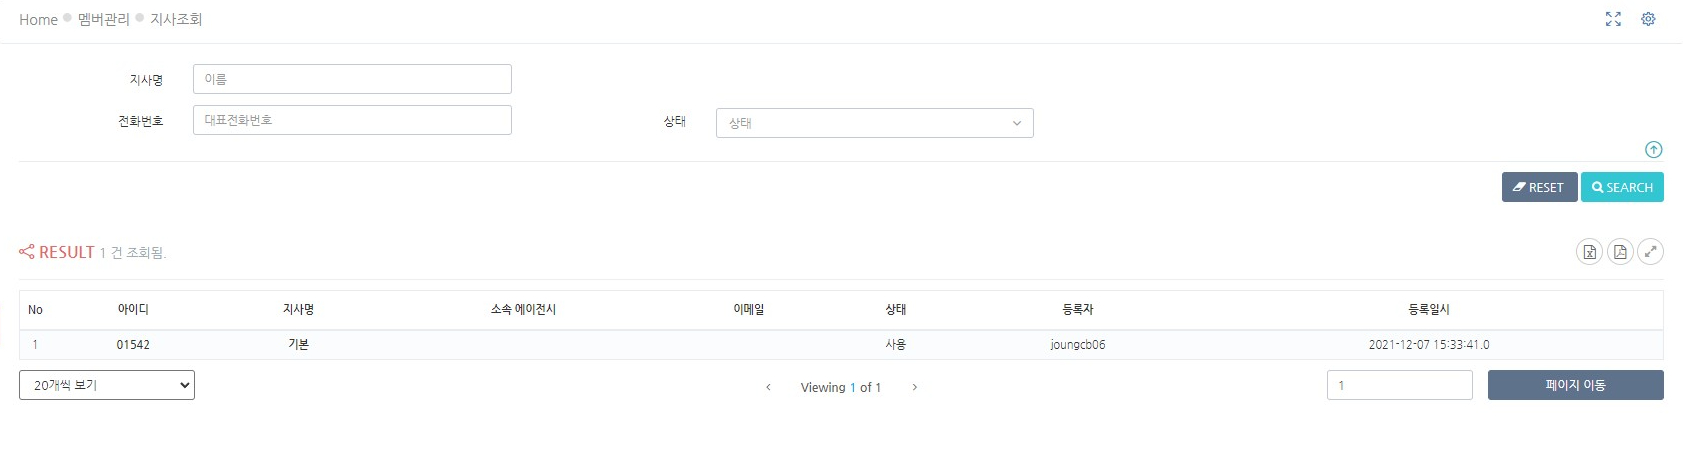 Home 멤버관리 지사조회
지사명 이름
전화번호 대표전화번호 상태 상태
RESET SEARCH
RESULT 1 건 조회됨.
No 아이디 지사명 소속 에이전시 이메일 상태 등록자 등록일시
1 01542 기본 사용 joungcb06 2021-12-07 15:33:41.0
20개씩 보기 Viewing 1 of 1 1 페이지 이동